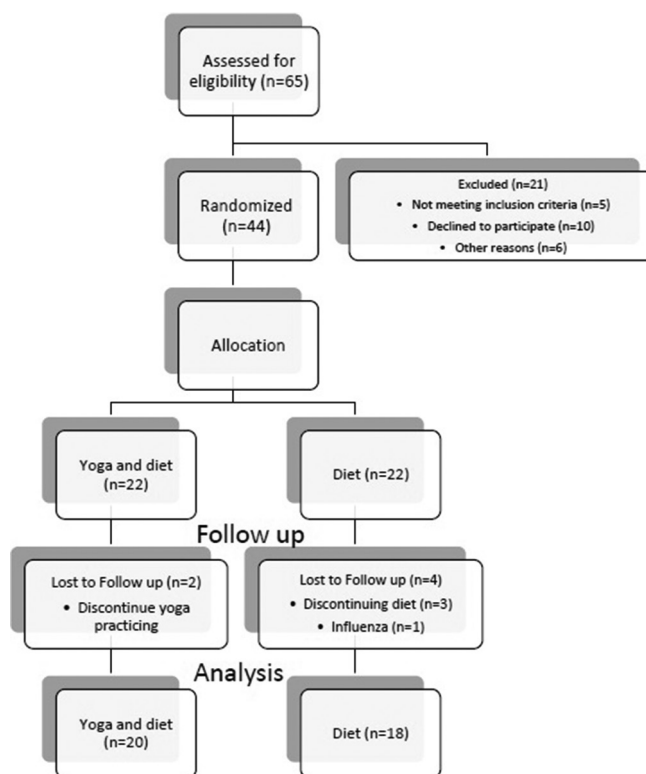 Assessed for
eligibility (n=65)
Excluded (n=21)
• Not meeting inclusion criteria (n=5)
• Declined to participate (n=10)
• Other reasons (n=6)
Randomized
(n=44)
Allocation
Yoga and diet
(n=22)
Diet (n=22)
Follow up
Lost to Follow up (n=2)
• Discontinue yoga
practicing
Lost to Follow up (n=4)
• Discontinuing diet (n=3)
• Influenza (n=1)
Analysis
Yoga and diet
(n=20)
Diet (n=18)